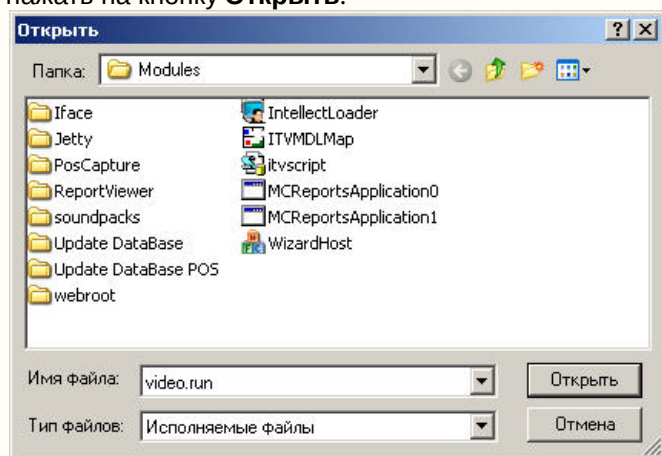 нажать на кнопку Открыть.
Открыть
Папка: Modules
Iface
Jetty
PosCapture
ReportViewer
soundpacks
Update DataBase
Update DataBase POS
webroot
IntellectLoader
ITVMDLMap
itvscript
MCReportsApplication0
MCReportsApplication1
WizardHost
Имя файла: video.run Открыть
Тип файлов: Исполняемые файлы Отмена